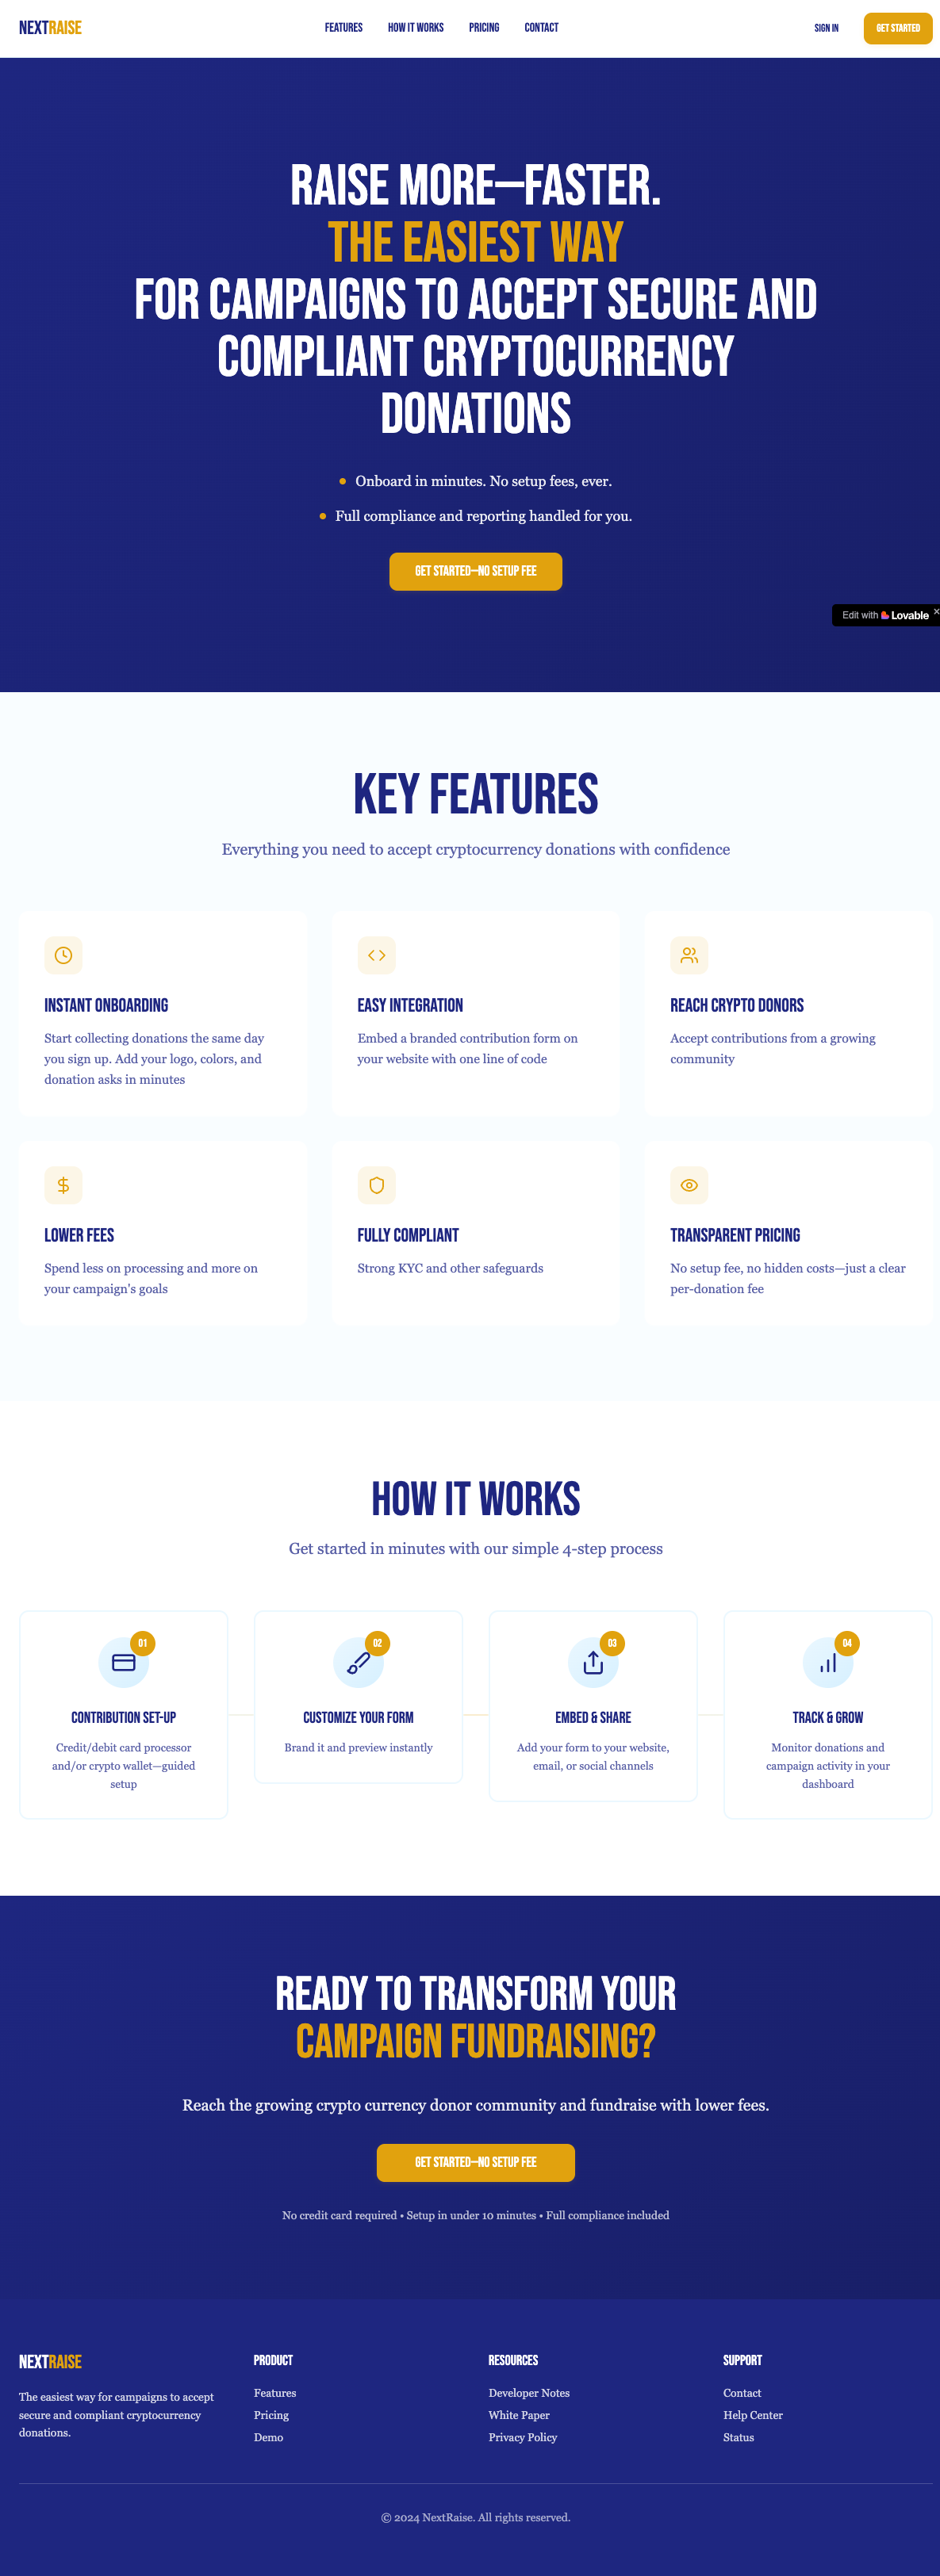 NEXTRAISE
FEATURES
HOW IT WORKS
PRICING
CONTACT
SIGN IN
GET STARTED
RAISE MORE—FASTER.
THE EASIEST WAY
FOR CAMPAIGNS TO ACCEPT SECURE AND
COMPLIANT CRYPTOCURRENCY
DONATIONS
Onboard in minutes. No setup fees, ever.
Full compliance and reporting handled for you.
GET STARTED—NO SETUP FEE
Edit with Lovable
KEY FEATURES
Everything you need to accept cryptocurrency donations with confidence
INSTANT ONBOARDING
Start collecting donations the same day
you sign up. Add your logo, colors, and
donation asks in minutes
EASY INTEGRATION
Embed a branded contribution form on
your website with one line of code
REACH CRYPTO DONORS
Accept contributions from a growing
community
LOWER FEES
Spend less on processing and more on
your campaign's goals
FULLY COMPLIANT
Strong KYC and other safeguards
TRANSPARENT PRICING
No setup fee, no hidden costs—just a clear
per-donation fee
HOW IT WORKS
Get started in minutes with our simple 4-step process
01
CONTRIBUTION SET-UP
Credit/debit card processor
and/or crypto wallet—guided
setup
02
CUSTOMIZE YOUR FORM
Brand it and preview instantly
03
EMBED & SHARE
Add your form to your website,
email, or social channels
04
TRACK & GROW
Monitor donations and
campaign activity in your
dashboard
READY TO TRANSFORM YOUR
CAMPAIGN FUNDRAISING?
Reach the growing crypto currency donor community and fundraise with lower fees.
GET STARTED—NO SETUP FEE
No credit card required • Setup in under 10 minutes • Full compliance included
NEXTRAISE
The easiest way for campaigns to accept
secure and compliant cryptocurrency
donations.
PRODUCT
Features
Pricing
Demo
RESOURCES
Developer Notes
White Paper
Privacy Policy
SUPPORT
Contact
Help Center
Status
© 2024 NextRaise. All rights reserved.